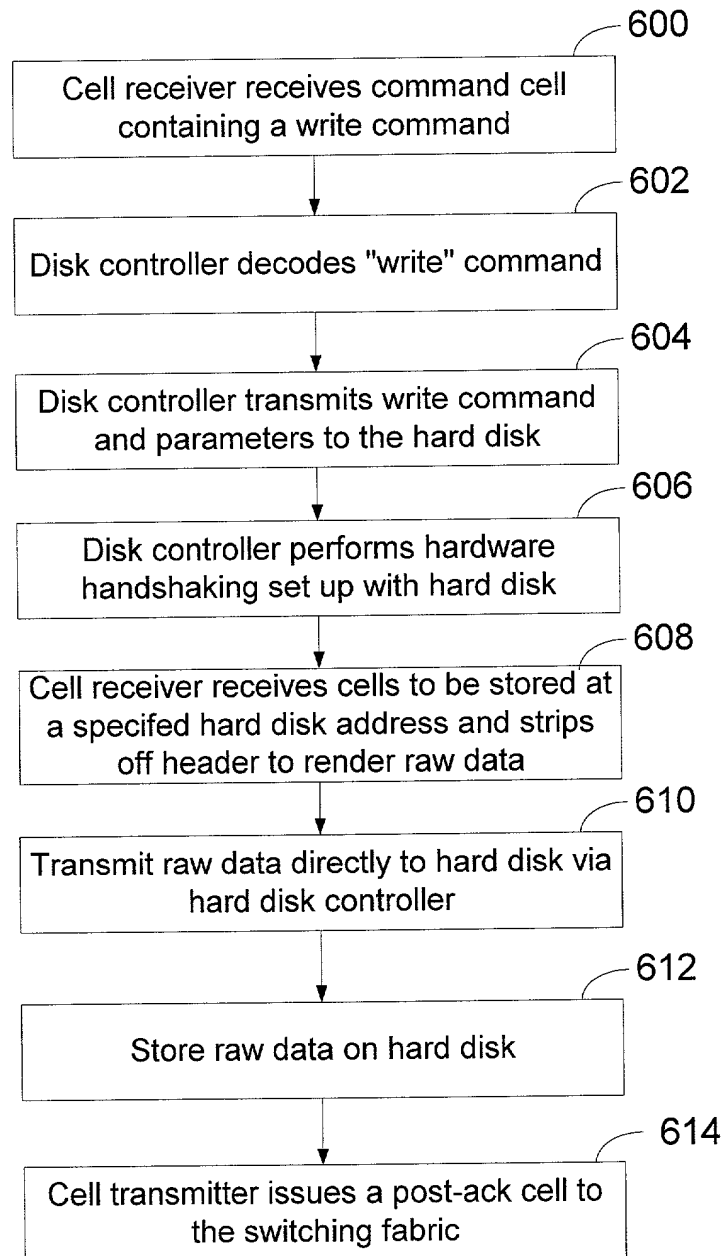 600
Cell receiver receives command cell
containing a write command
602
Disk controller decodes "write" command
604
Disk controller transmits write command
and parameters to the hard disk
606
Disk controller performs hardware
handshaking set up with hard disk
608
Cell receiver receives cells to be stored at
a specifed hard disk address and strips
off header to render raw data
610
Transmit raw data directly to hard disk via
hard disk controller
612
Store raw data on hard disk
614
Cell transmitter issues a post-ack cell to
the switching fabric